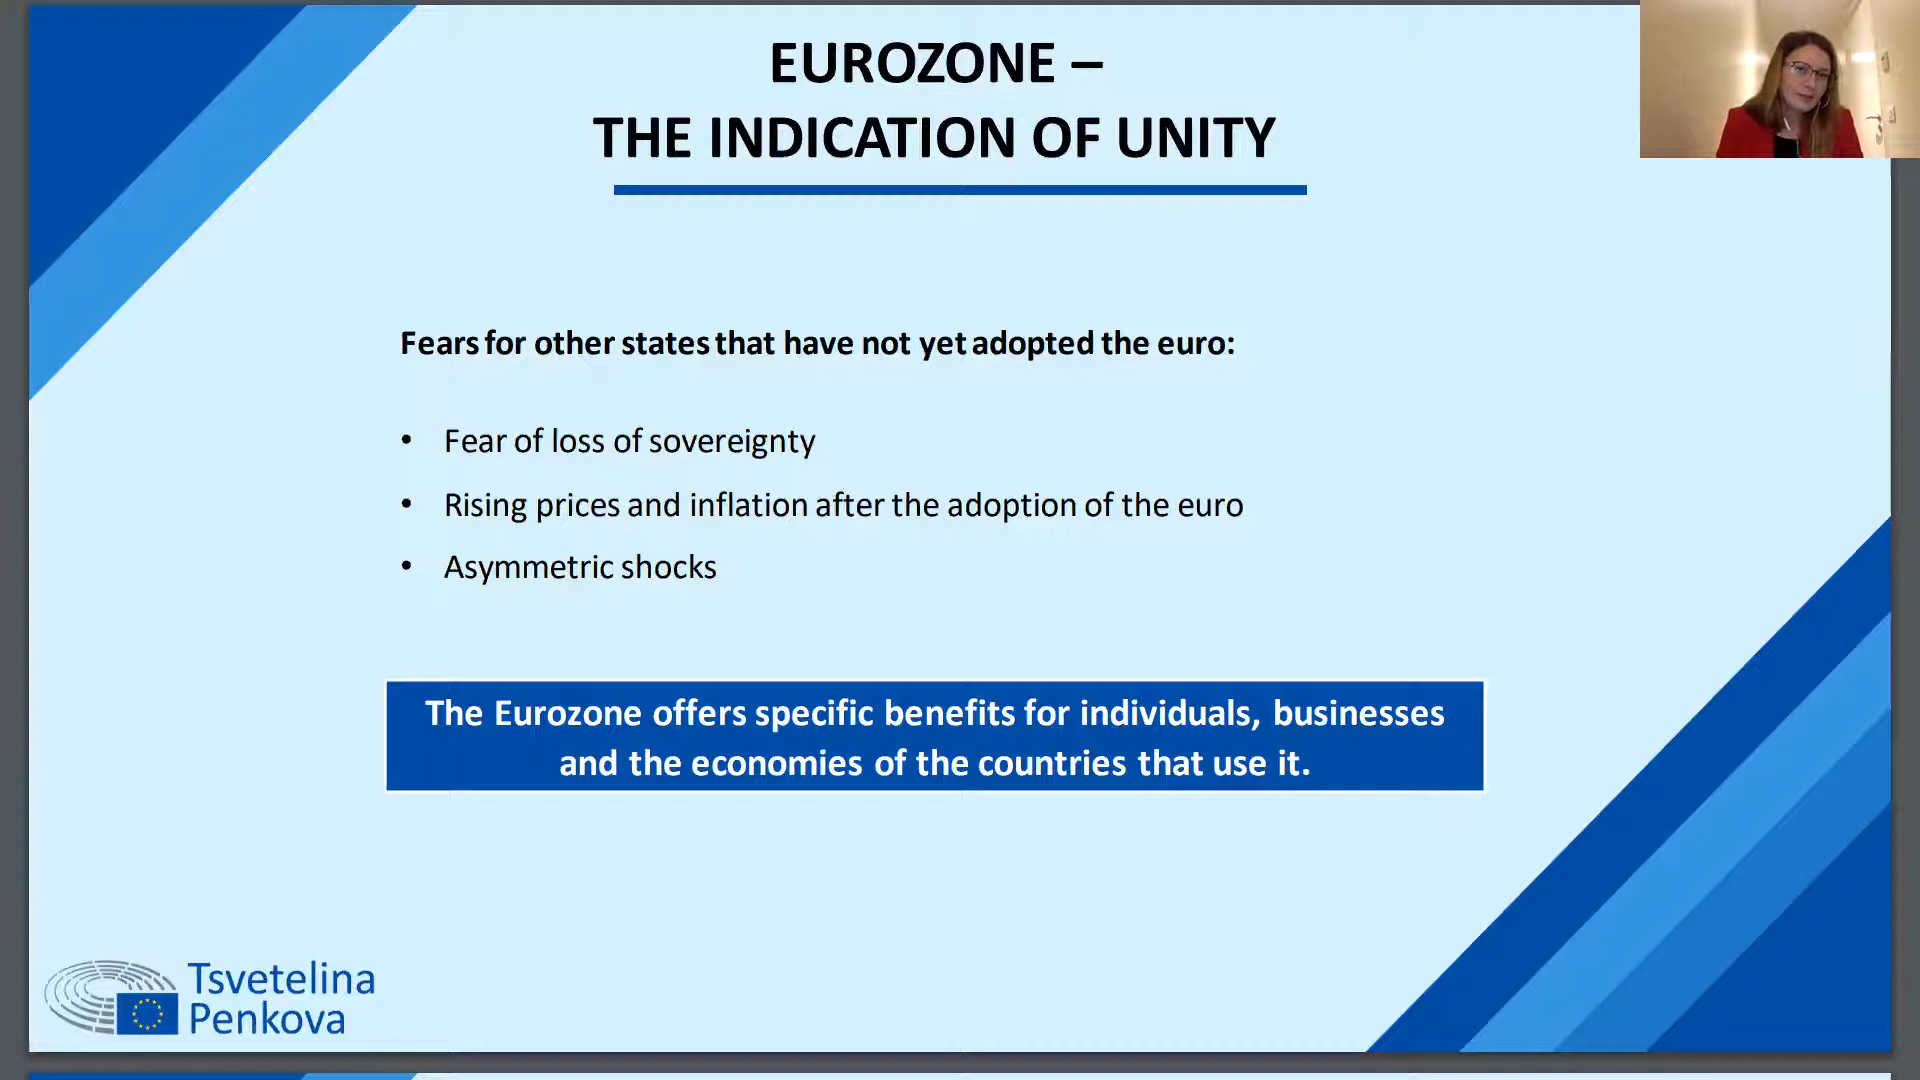 EUROZONE –
THE INDICATION OF UNITY
Fears for other states that have not yet adopted the euro:
• Fear of loss of sovereignty
• Rising prices and inflation after the adoption of the euro
• Asymmetric shocks
The Eurozone offers specific benefits for individuals, businesses
and the economies of the countries that use it.
Tsvetelina
Penkova